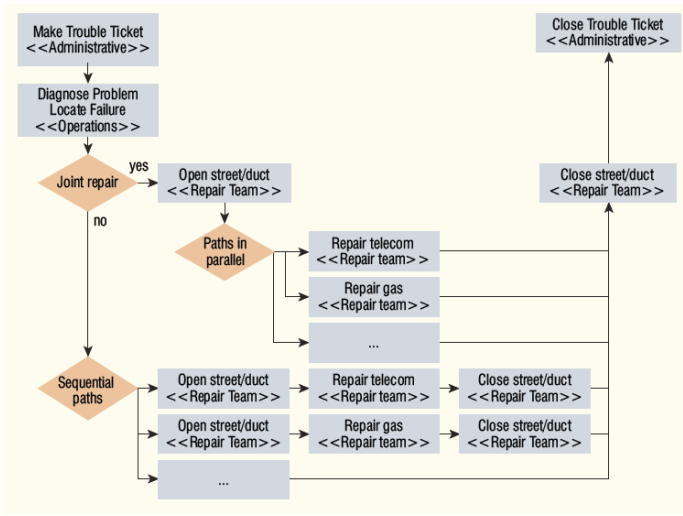 Make Trouble Ticket
<<Administrative>>
Close Trouble Ticket
<<Administrative>>
Diagnose Problem
Locate Failure
<<Operations>>
Joint repair
yes
no
Open street/duct
<<Repair Team>>
Close street/duct
<<Repair Team>>
Paths in
parallel
Repair telecom
<<Repair team>>
Repair gas
<<Repair team>>
...
Sequential
paths
Open street/duct
<<Repair Team>>
Repair telecom
<<Repair team>>
Close street/duct
<<Repair Team>>
Open street/duct
<<Repair Team>>
Repair gas
<<Repair team>>
Close street/duct
<<Repair Team>>
...